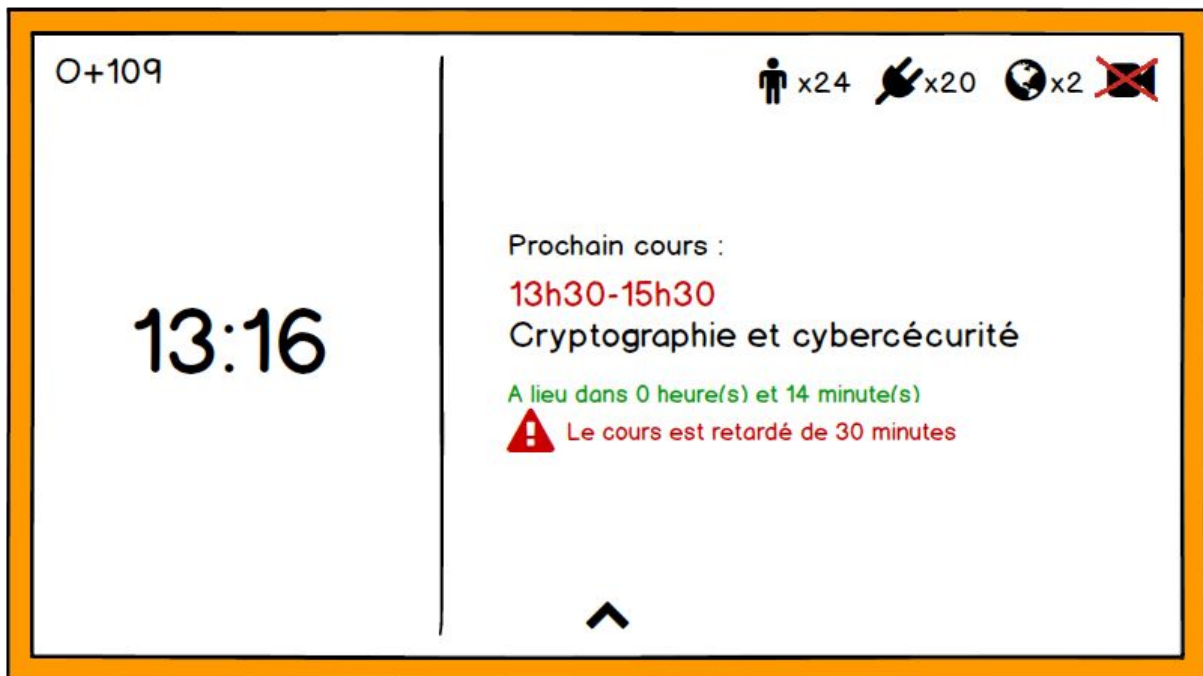 O+109
x24 x20 x2
13:16
Prochain cours :
13h30-15h30
Cryptographie et cybercécurité
A lieu dans 0 heure(s) et 14 minute(s)
Le cours est retardé de 30 minutes